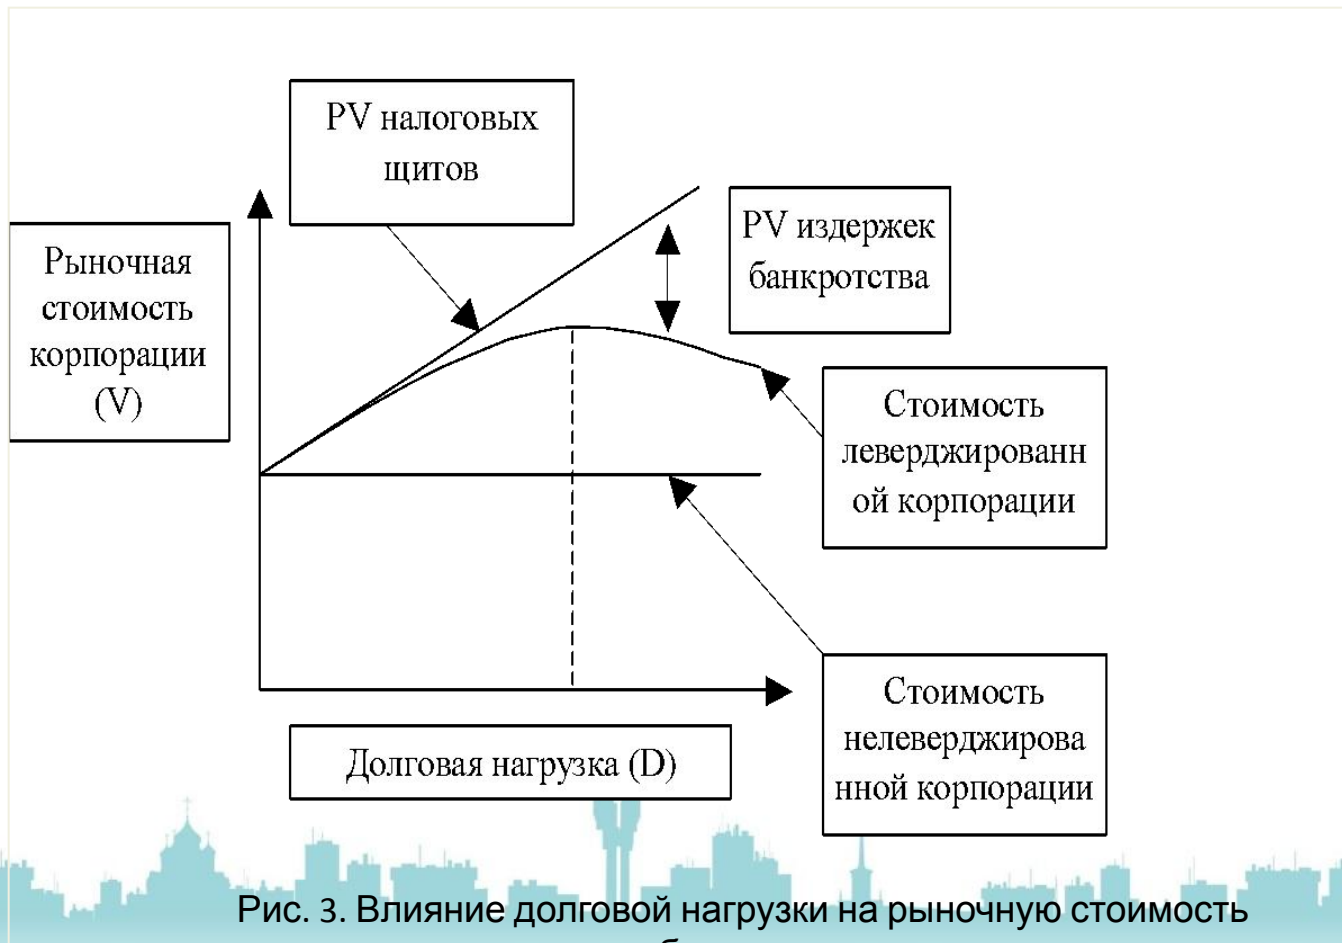 PV налоговых
щитов
PV издержек
банкротства
Рыночная
стоимость
корпорации
(V)
Стоимость
леверджированн
ой корпорации
Стоимость
нелеверджирова
нной корпорации
Долговая нагрузка (D)
Рис. 3. Влияние долговой нагрузки на рыночную стоимость